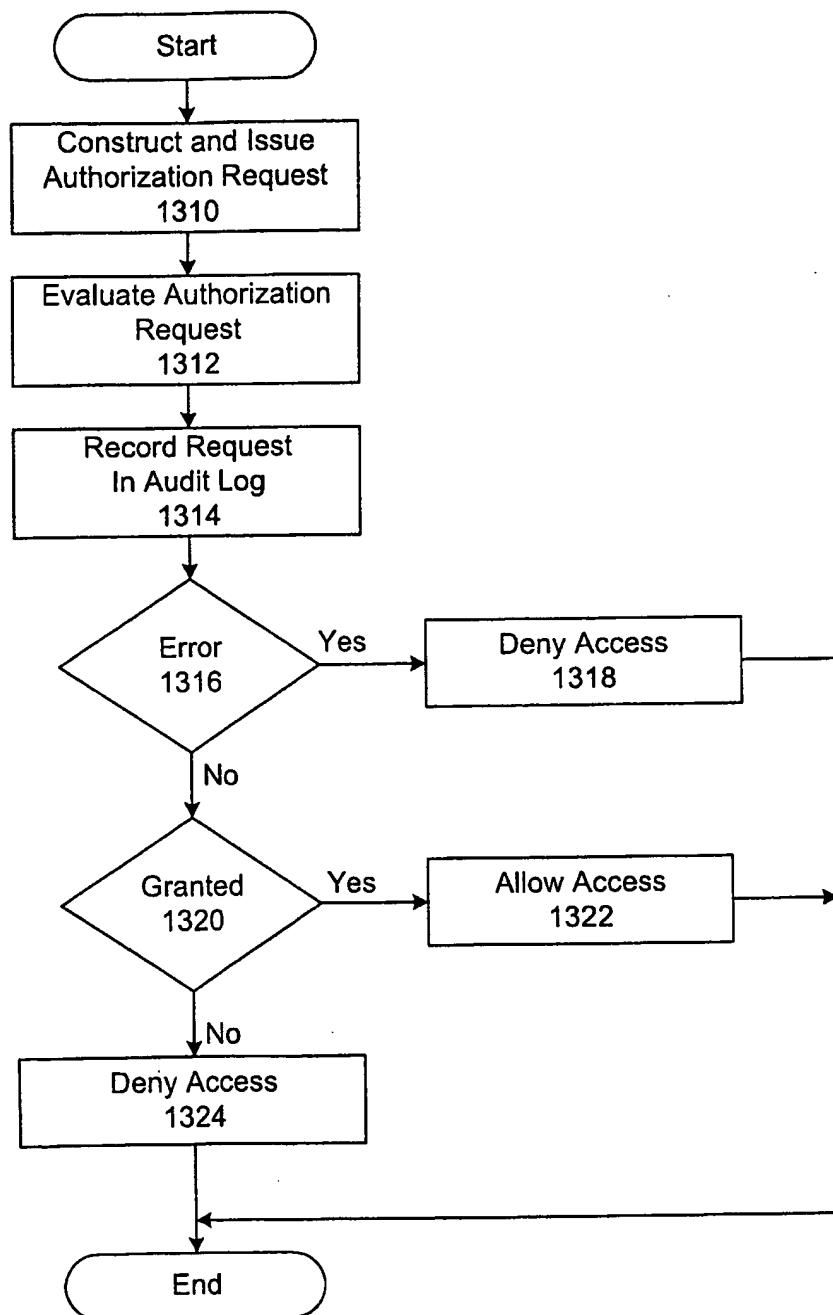 Start
Construct and Issue
Authorization Request
1310
Evaluate Authorization
Request
1312
Record Request
In Audit Log
1314
Error
1316
Yes
Deny Access
1318
No
Granted
1320
Yes
Allow Access
1322
No
Deny Access
1324
End